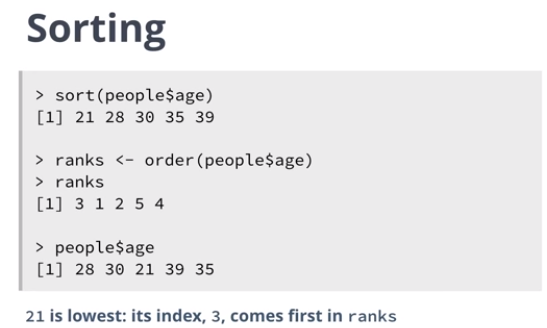 Sorting
> sort(people$age)
[1] 21 28 30 35 39
> ranks <- order(people$age)
> ranks
[1] 3 1 2 5 4
> people$age
[1] 28 30 21 39 35
21 is lowest: its index, 3, comes first in ranks